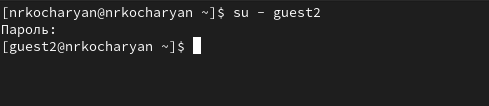 [nrkocharyan@nrkocharyan ~]$ su - guest2
Пароль:
[guest2@nrkocharyan ~]$